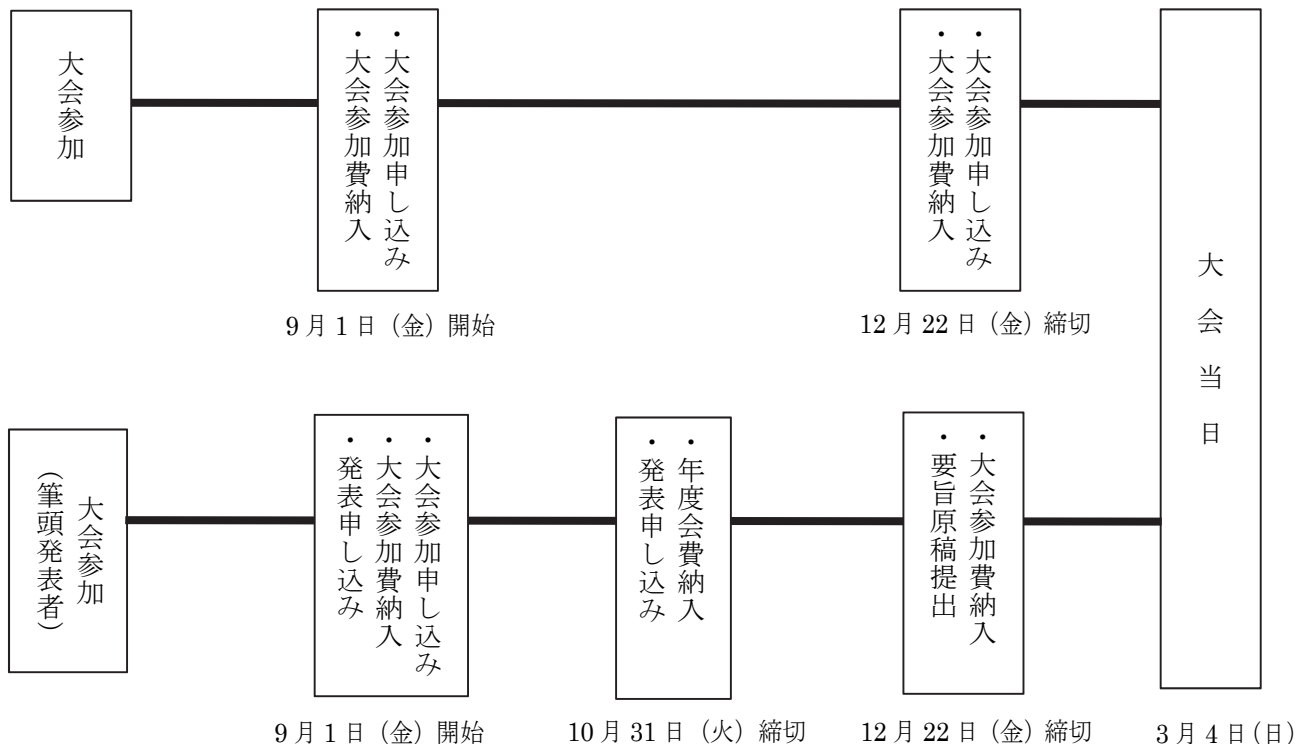 大会参加
・大会参加申し込み
・大会参加費納入
9月1日（金）開始
・大会参加申し込み
・大会参加費納入
12月22日（金）締切
大会当日
大会参加
（筆頭発表者）
・大会参加申し込み
・大会参加費納入
・発表申し込み
9月1日（金）開始
・年度会費納入
・発表申し込み
10月31日（火）締切
・大会参加費納入
・要旨原稿提出
12月22日（金）締切
3月4日(日)